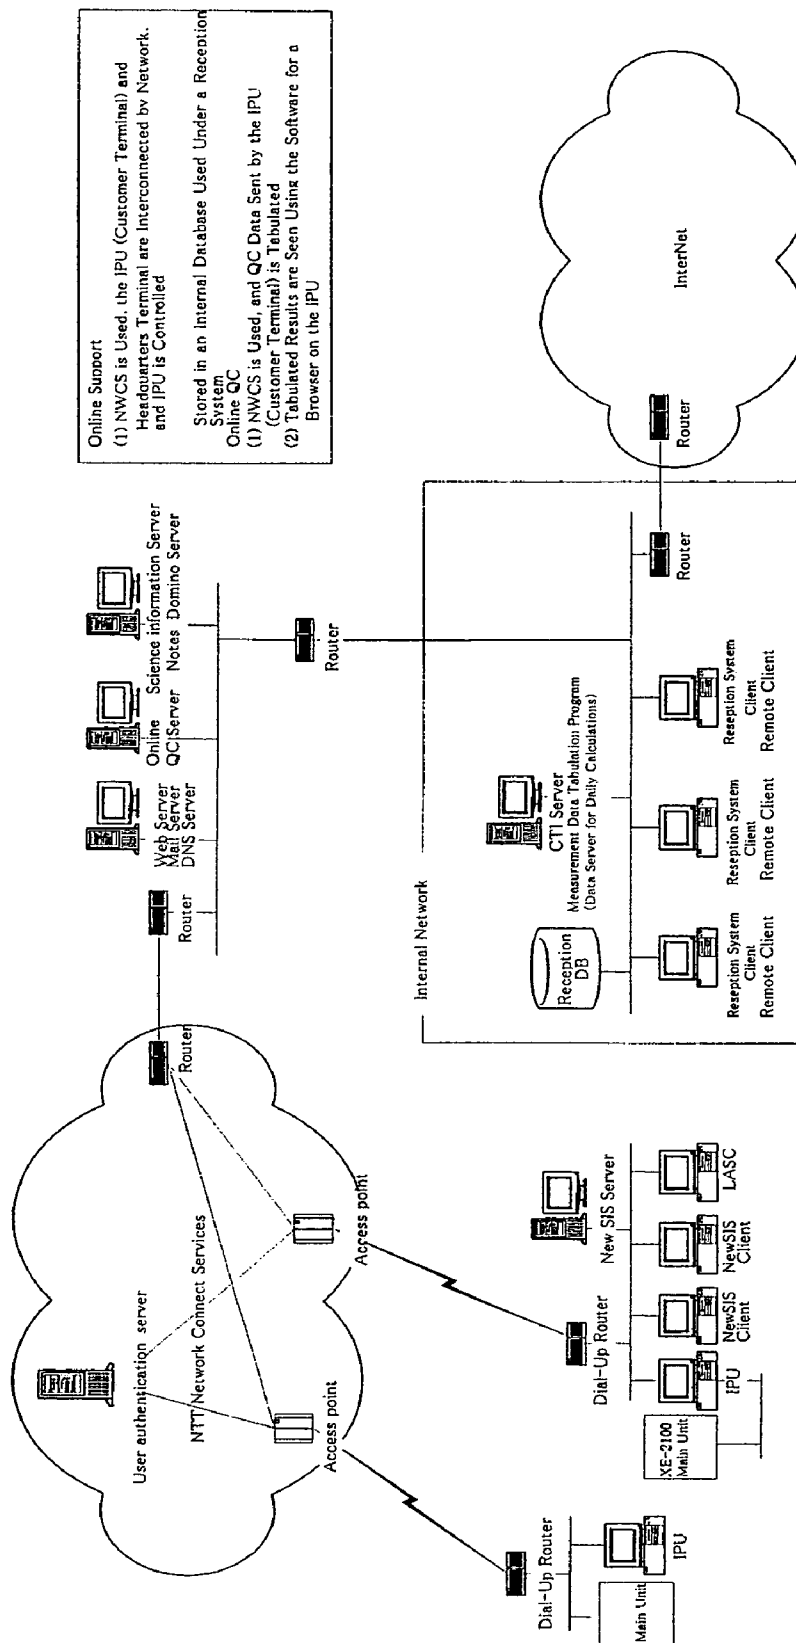 Online Support
(1) NWCS is Used, the IPU (Customer Terminal) and
Headquarters Terminal are Interconnected by Network,
and IPU is Controlled
Stored in an Internal Database Used Under a Reception
System
Online QC
(1) NWCS is Used, and QC Data Sent by the IPU
(Customer Terminal) is Tabulated
(2) Tabulated Results are Seen Using the Software for a
Browser on the IPU
User authentication server
NTT Network Connect Services
Access point
Access point
Router
Router
Web Server
Mail Server
DNS Server
Online
QC Server
Science information Server
Notes Domino Server
Router
Dial-Up Router
Main Unit
IPU
Dial-Up Router
New SIS Server
XE-2100
Main Unit
IPU
NewSIS
Client
NewSIS
Client
LASC
Internal Network
Reception
DB
CTI Server
Measurement Data Tabulation Program
(Data Server for Daily Calculations)
Reseption System
Client
Remote Client
Reseption System
Client
Remote Client
Reseption System
Client
Remote Client
Router
Router
InterNet